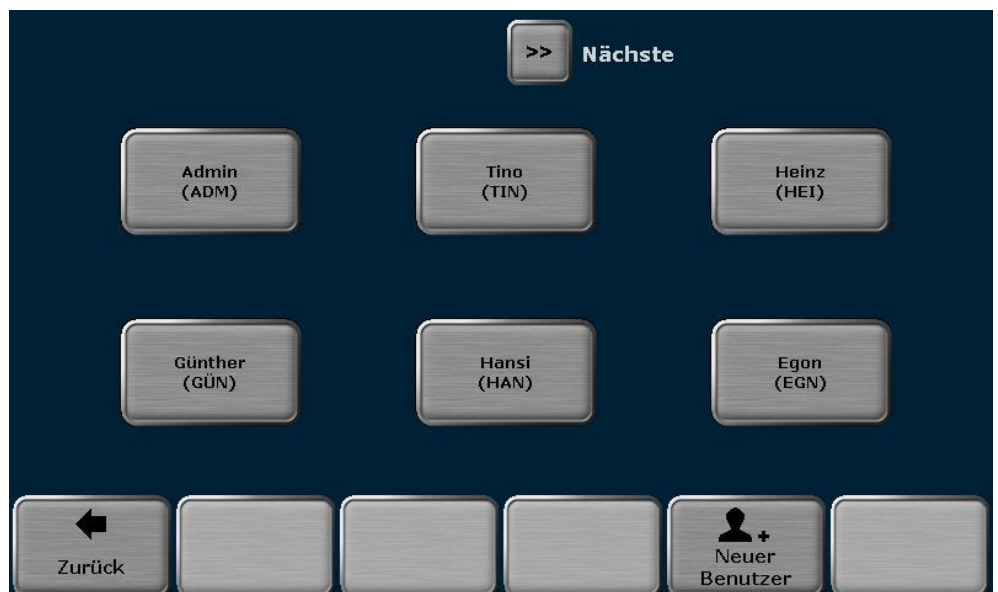 >> Nächste
Admin
(ADM)
Tino
(TIN)
Heinz
(HEI)
Günther
(GÜN)
Hansi
(HAN)
Egon
(EGN)
Zurück
Neuer
Benutzer